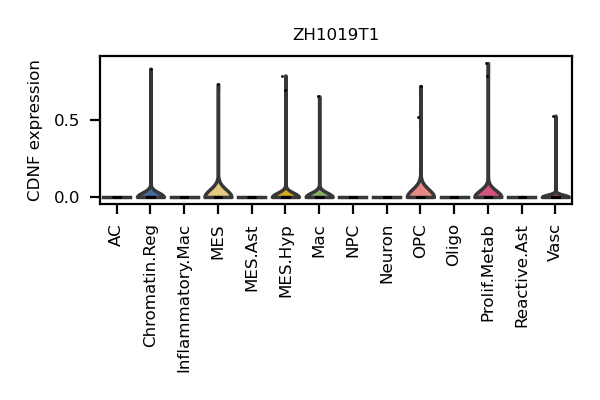 ZH1019T1
CDNF expression
0.5
0.0
AC
Chromatin.Reg
Inflammatory.Mac
MES
MES.Ast
MES.Hyp
Mac
NPC
Neuron
OPC
Oligo
Prolif.Metab
Reactive.Ast
Vasc